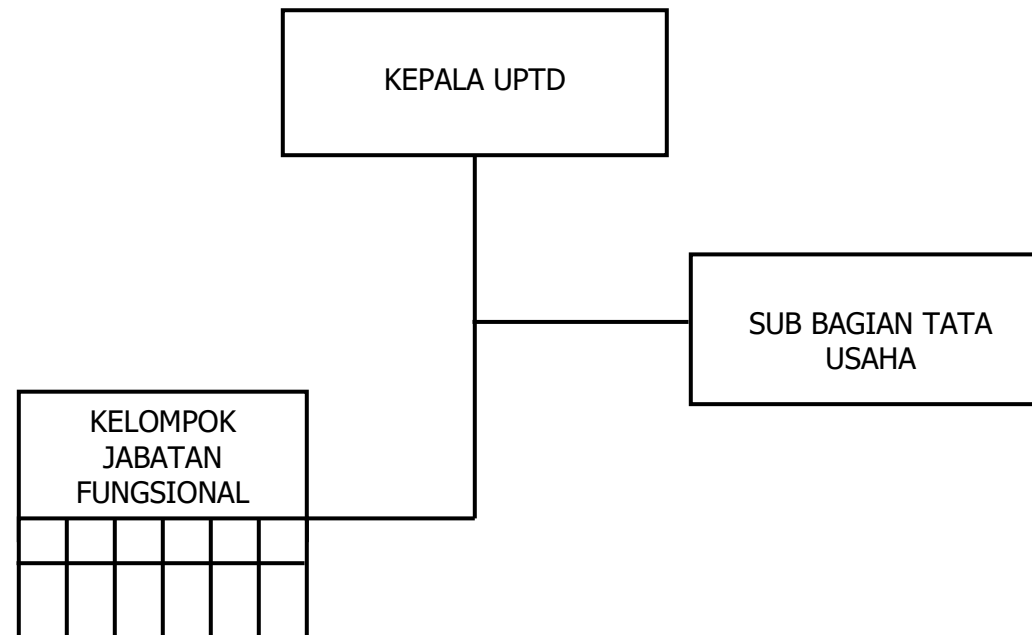 KEPALA UPTD
SUB BAGIAN TATA
USAHA
KELOMPOK
JABATAN
FUNGSIONAL